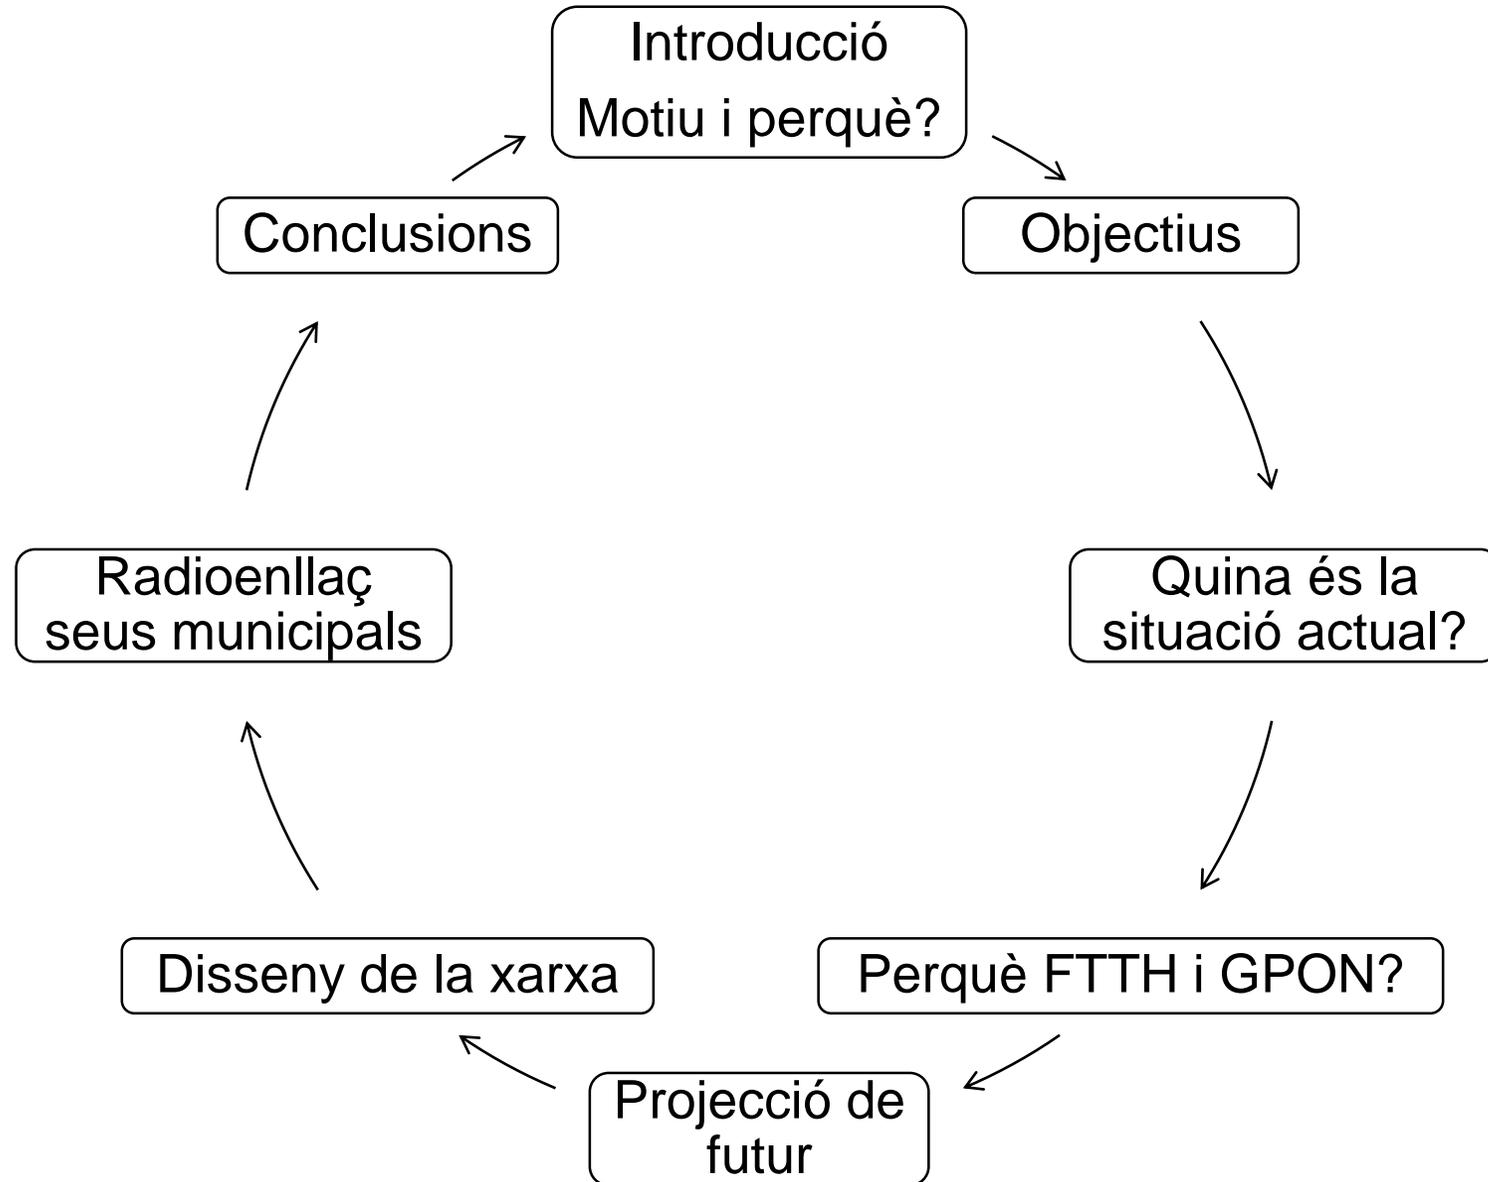 Introducció
Motiu i perquè?
Objectius
Quina és la
situació actual?
Perquè FTTH i GPON?
Projecció de
futur
Disseny de la xarxa
Radioenllaç
seus municipals
Conclusions